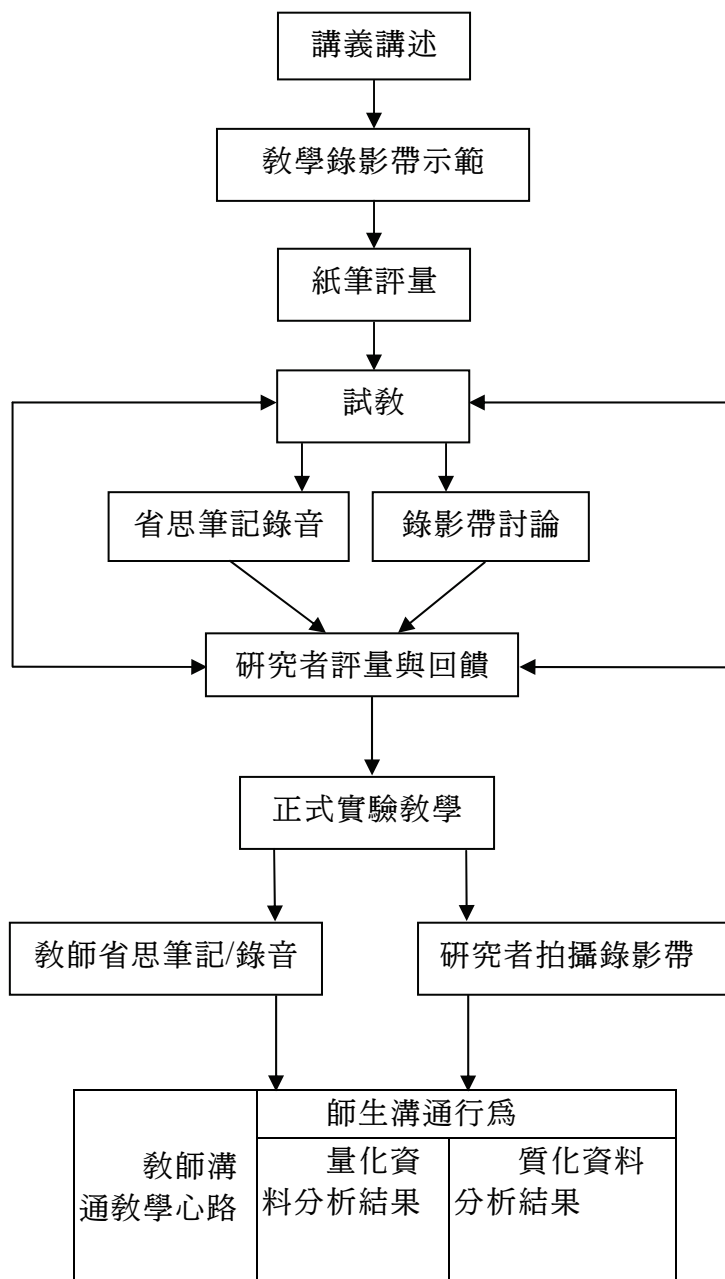 講義講述
教學錄影帶示範
紙筆評量
試教
省思筆記錄音
錄影帶討論
研究者評量與回饋
正式實驗教學
教師省思筆記/錄音
研究者拍攝錄影帶
師生溝通行為
教師溝
通教學心路
量化資
料分析結果
質化資料
分析結果